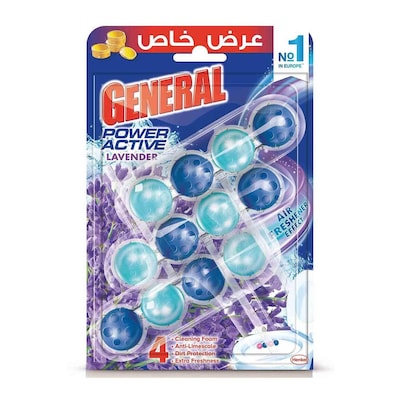 عرض خاص
Nº1
IN EUROPE
GENERAL
POWER
ACTIVE
LAVENDER
AIR
FRESHENER
EFFECT
4
• Cleaning Foam
• Anti-Limescale
• Dirt Protection
• Extra Freshness
Henkel